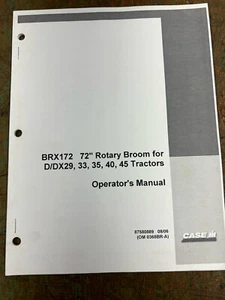 BRX172 72" Rotary Broom for
D/DX29, 33, 35, 40, 45 Tractors
Operator's Manual
87580889 09/06
(OM 0369BR-A)
CASE IH